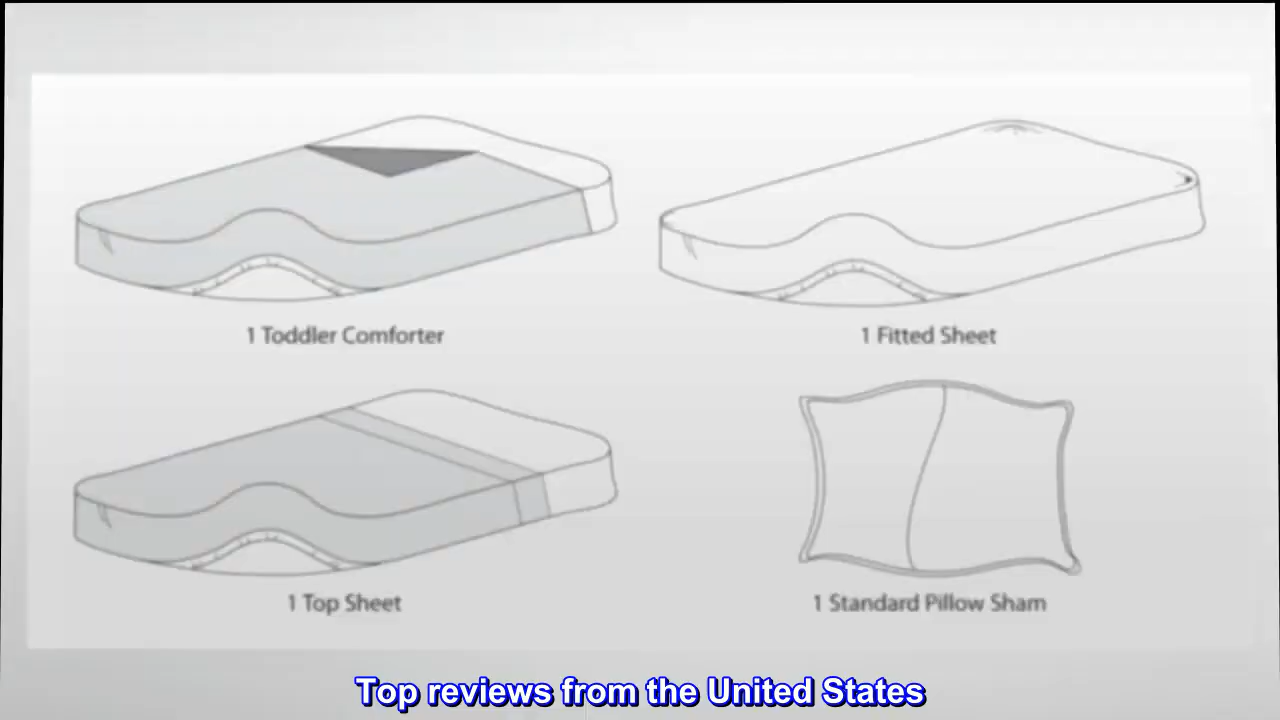 1 Toddler Comforter
1 Fitted Sheet
1 Top Sheet
1 Standard Pillow Sham
Top reviews from the United States